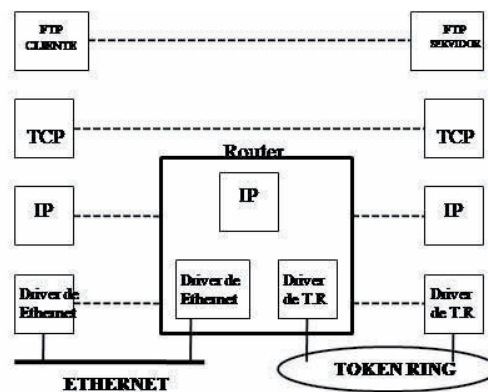 FTP
CLIENTE
FTP
SERVIDOR
TCP
TCP
Router
IP
IP
IP
Driver de
Ethernet
Driver de
Ethernet
Driver
de T.R
Driver
de T.R
ETHERNET
TOKEN RING